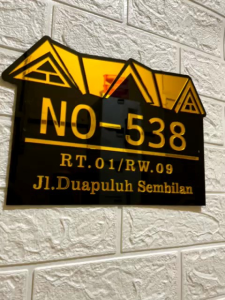 NO-538
RT.01/RW.09
Jl.Duapuluh Sembilan